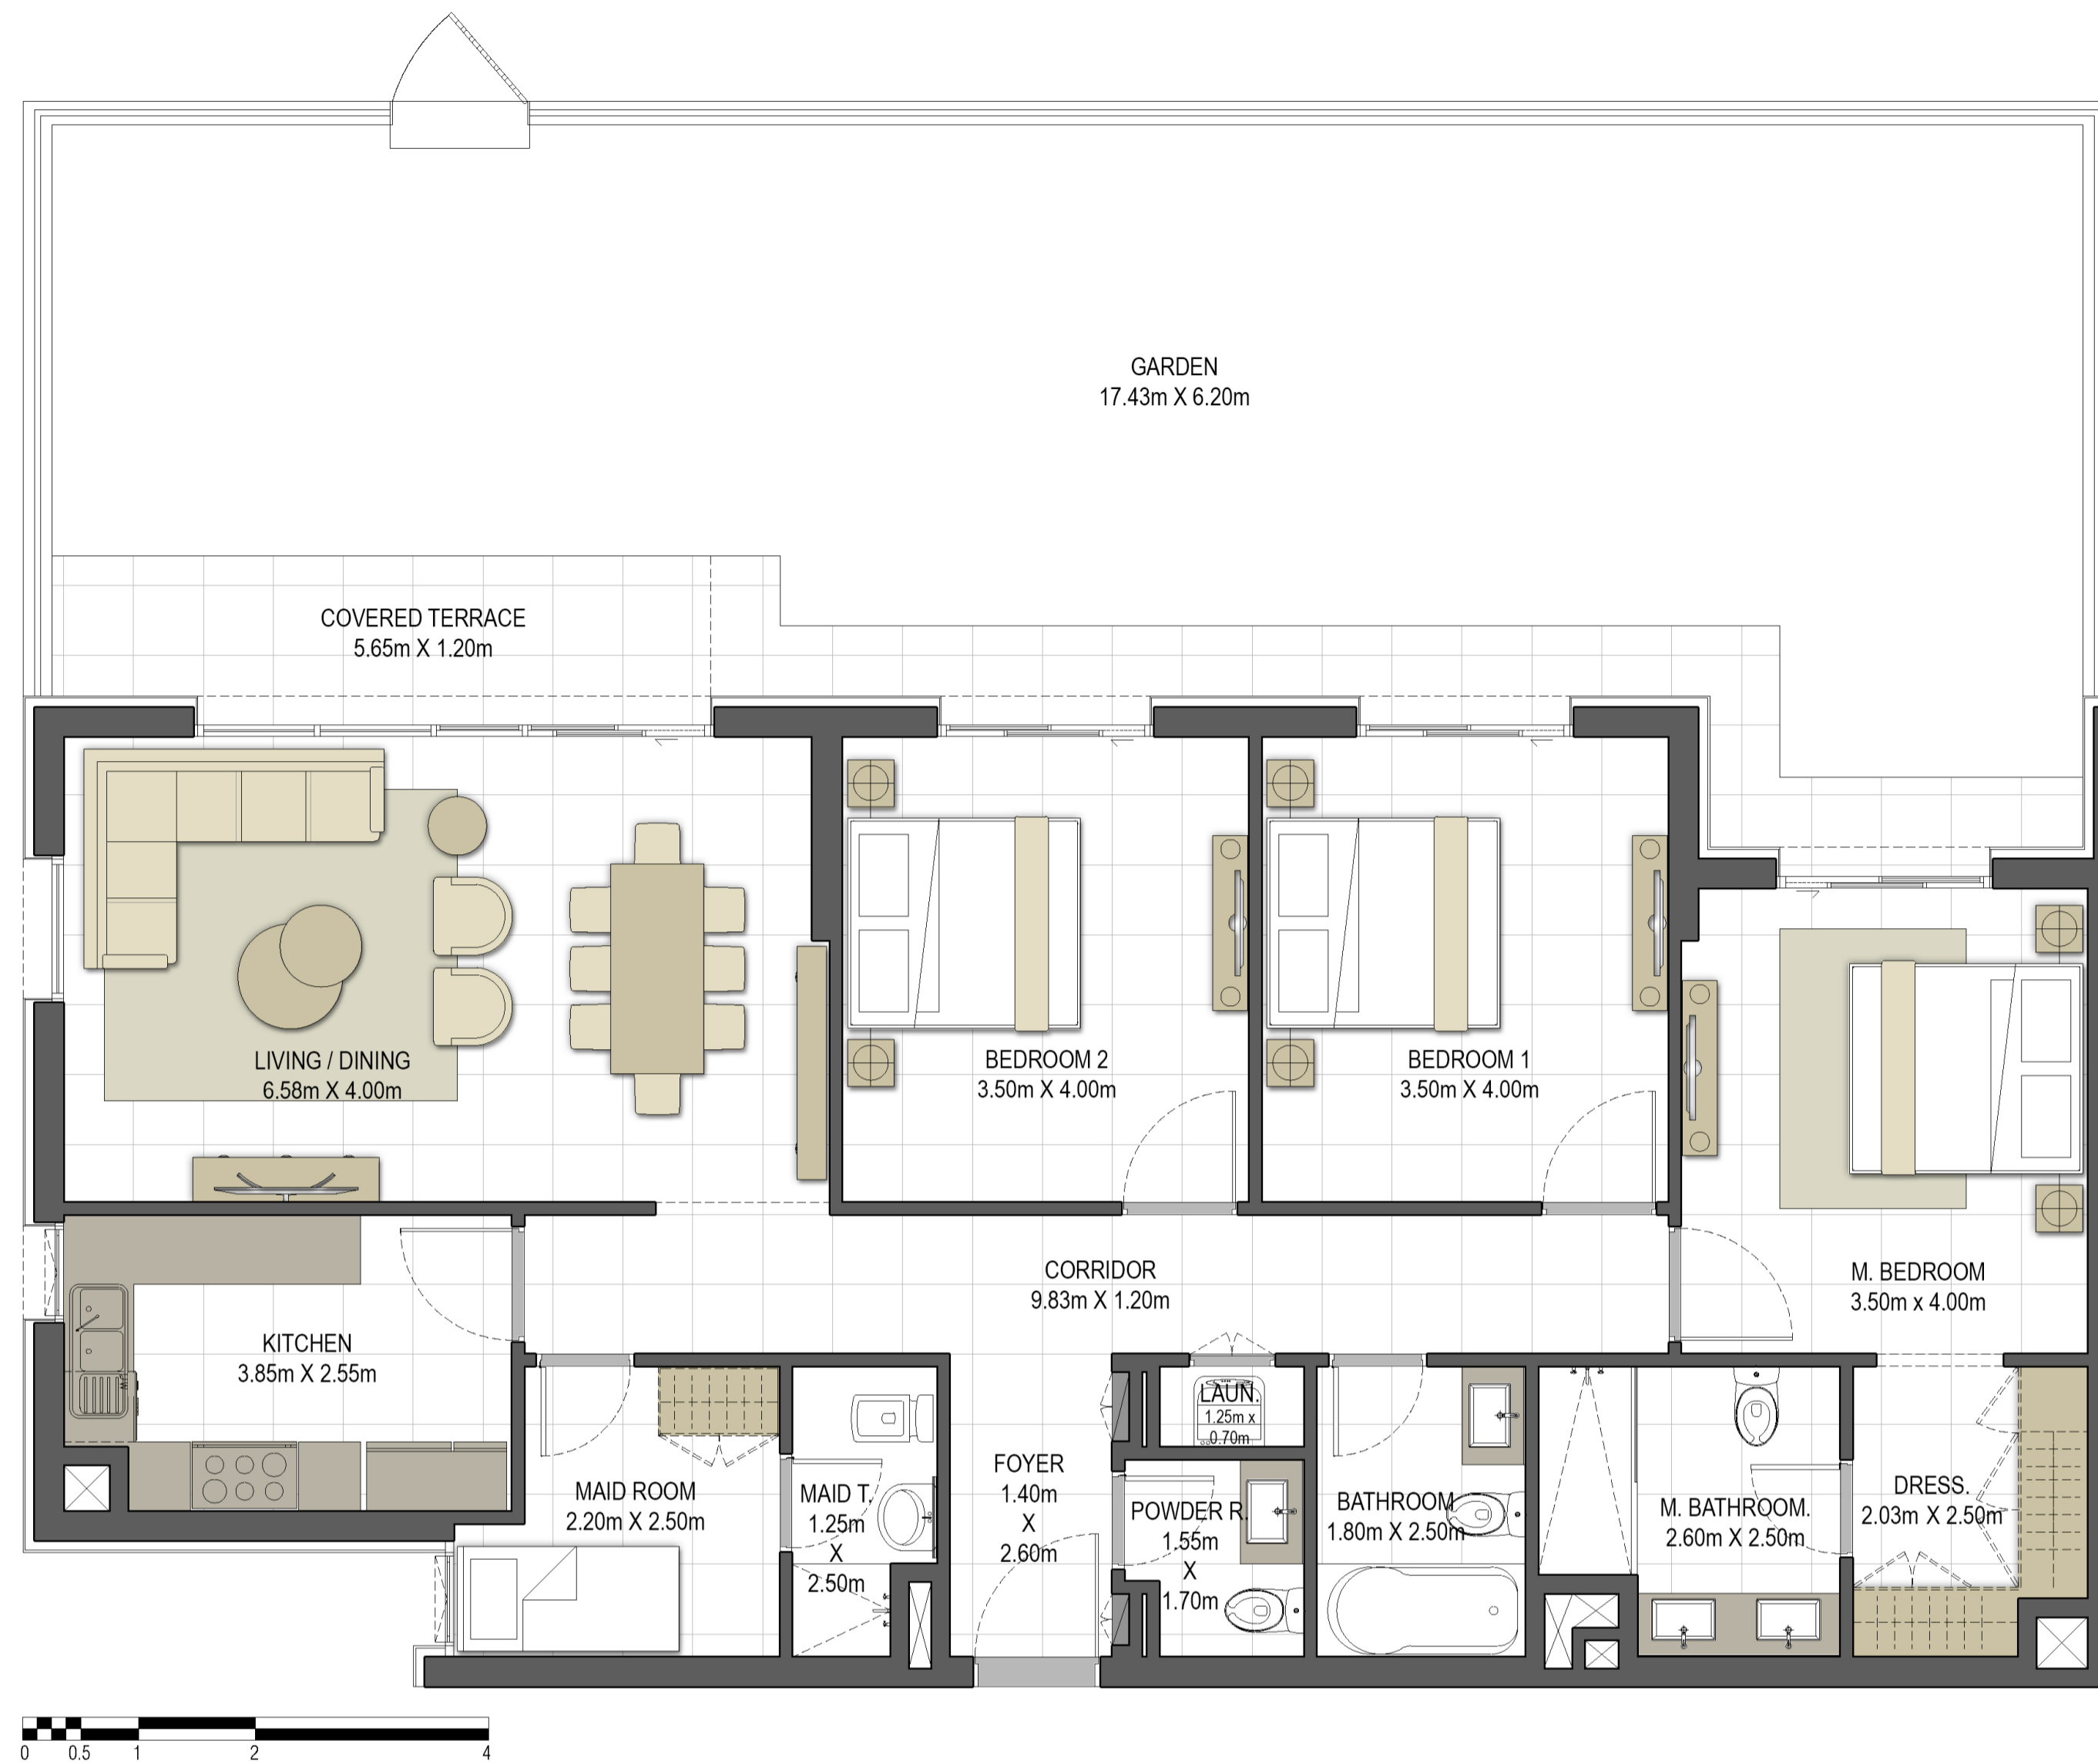 GARDEN
17.43m X 6.20m
COVERED TERRACE
5.65m X 1.20m
LIVING / DINING
6.58m X 4.00m
BEDROOM 2
3.50m X 4.00m
BEDROOM 1
3.50m X 4.00m
M. BEDROOM
3.50m x 4.00m
CORRIDOR
9.83m X 1.20m
KITCHEN
3.85m X 2.55m
MAID ROOM
2.20m X 2.50m
MAID T.
1.25m
X
2.50m
FOYER
1.40m
X
2.60m
LAUN.
1.25m x
0.70m
POWDER R.
1.55m
X
1.70m
BATHROOM
1.80m X 2.50m
M. BATHROOM.
2.60m X 2.50m
DRESS.
2.03m X 2.50m
0 0.5 1 2 4